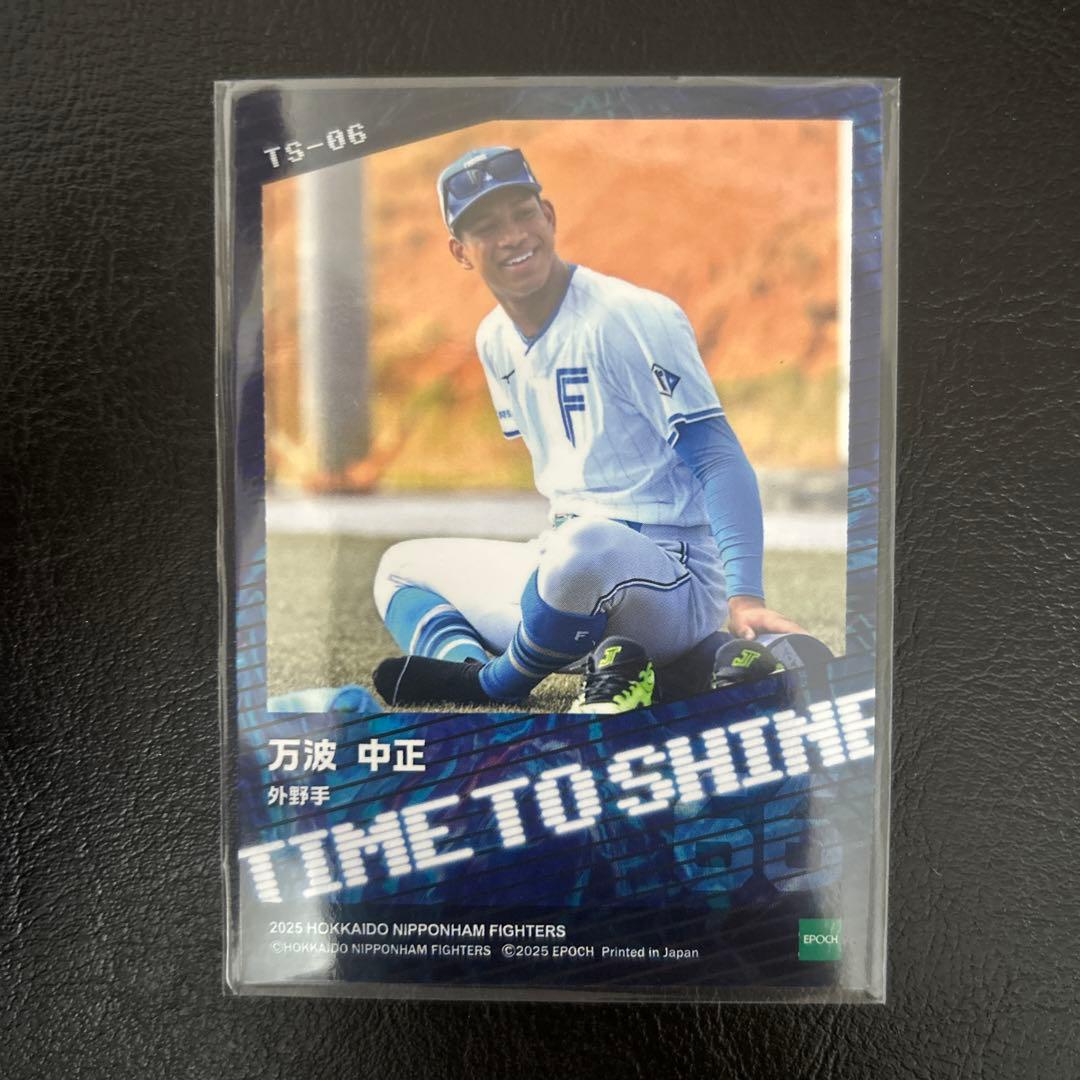 TS-06
F
F
万波 中正
外野手
TIME TO SHINE
66
2025 HOKKAIDO NIPPONHAM FIGHTERS
©HOKKAIDO NIPPONHAM FIGHTERS ©2025 EPOCH Printed in Japan
EPOCH